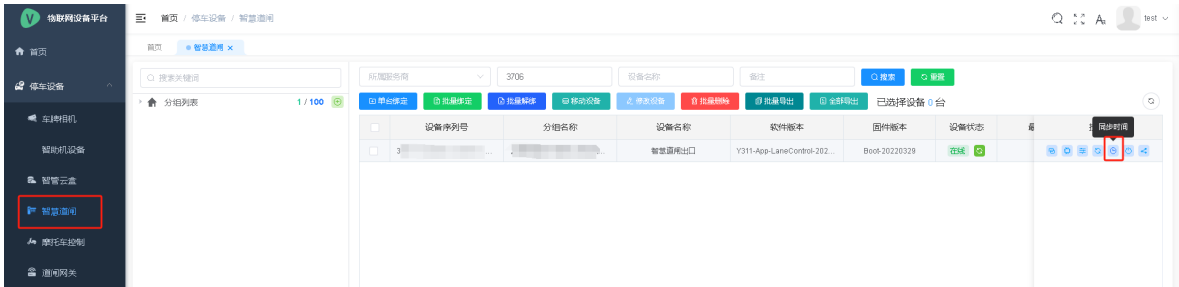 V 物联网设备平台
首页 / 停车设备 / 智慧道闸
test
首页
首页
智慧道闸 ×
停车设备
搜索关键词
所属服务商
3706
设备名称
备注
搜索
重置
分组列表
1 / 100
单台绑定
批量绑定
批量解绑
移动设备
修改设备
批量删除
批量导出
全部导出
已选择设备 0 台
车牌相机
设备序列号
分组名称
设备名称
软件版本
固件版本
设备状态
同步时间
智助机设备
3 ...
...
智慧道闸出口
Y311-App-LaneControl-202...
Boot-20220329
在线
智管云盒
智慧道闸
摩托车控制
道闸网关